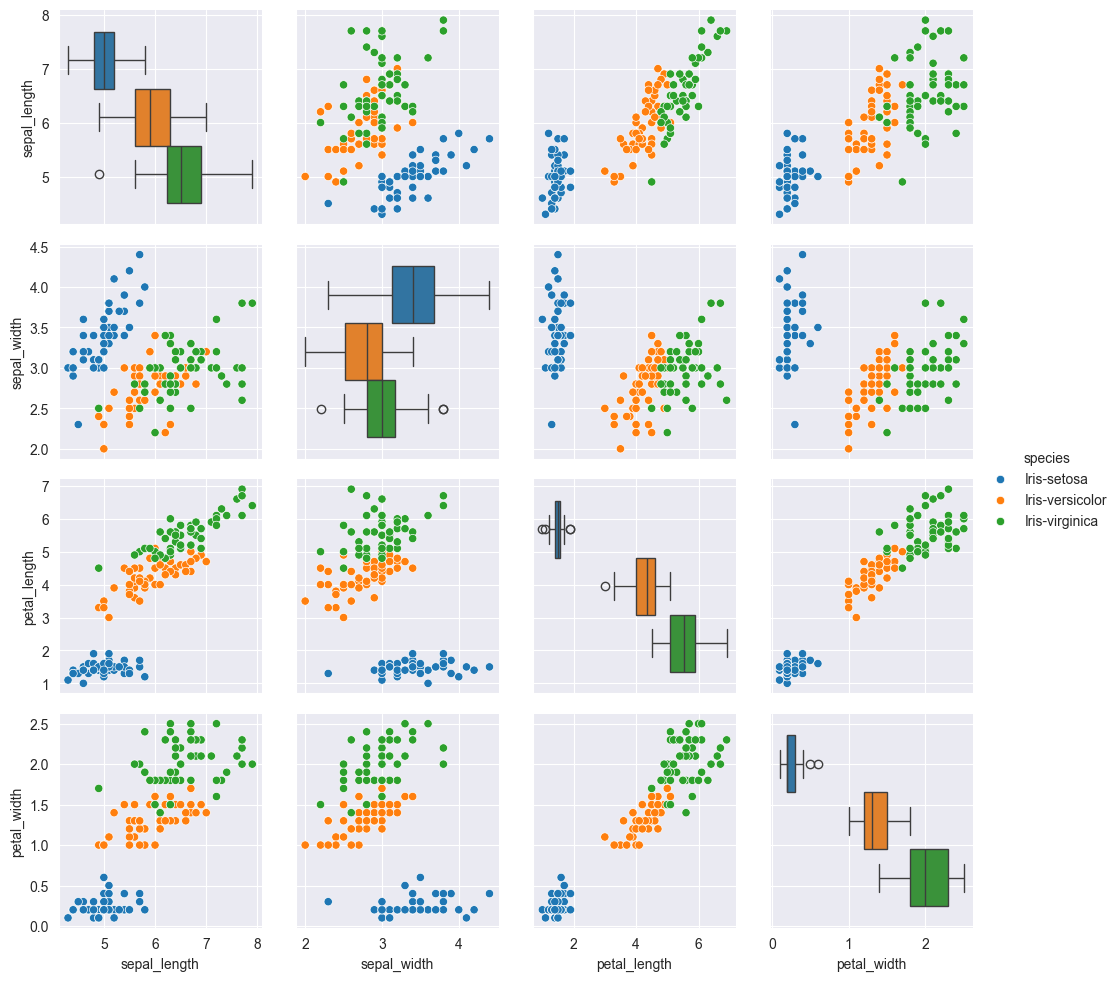 8
7
6
5
sepal_length
4.5
4.0
3.5
3.0
2.5
2.0
sepal_width
species
Iris-setosa
Iris-versicolor
Iris-virginica
7
6
5
4
3
2
1
petal_length
2.5
2.0
1.5
1.0
0.5
0.0
petal_width
5 6 7 8
2 3 4
2 4 6
0 1 2
sepal_length
sepal_width
petal_length
petal_width